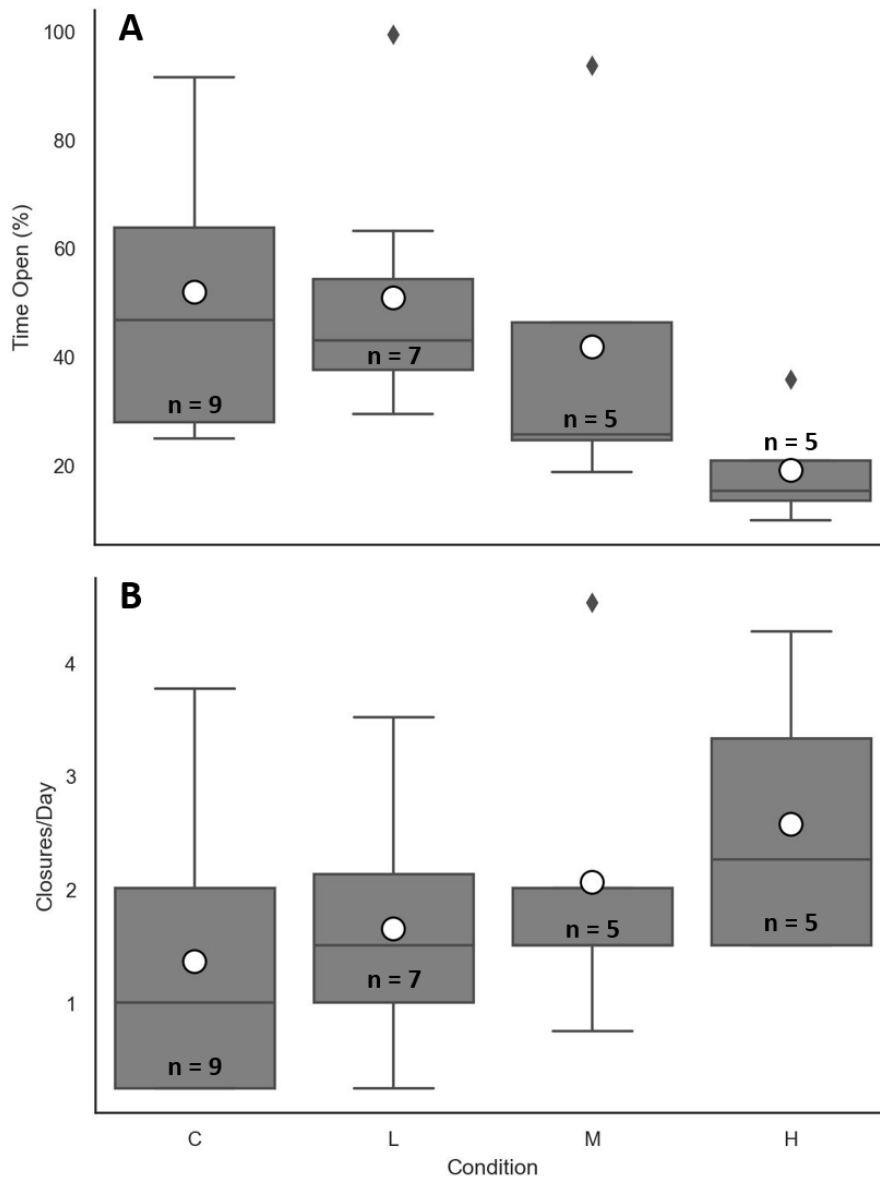 A
100
80
60
40
20
Time Open (%)
n = 9
n = 7
n = 5
n = 5
B
4
3
2
1
Closures/Day
n = 9
n = 7
n = 5
n = 5
C L M H
Condition